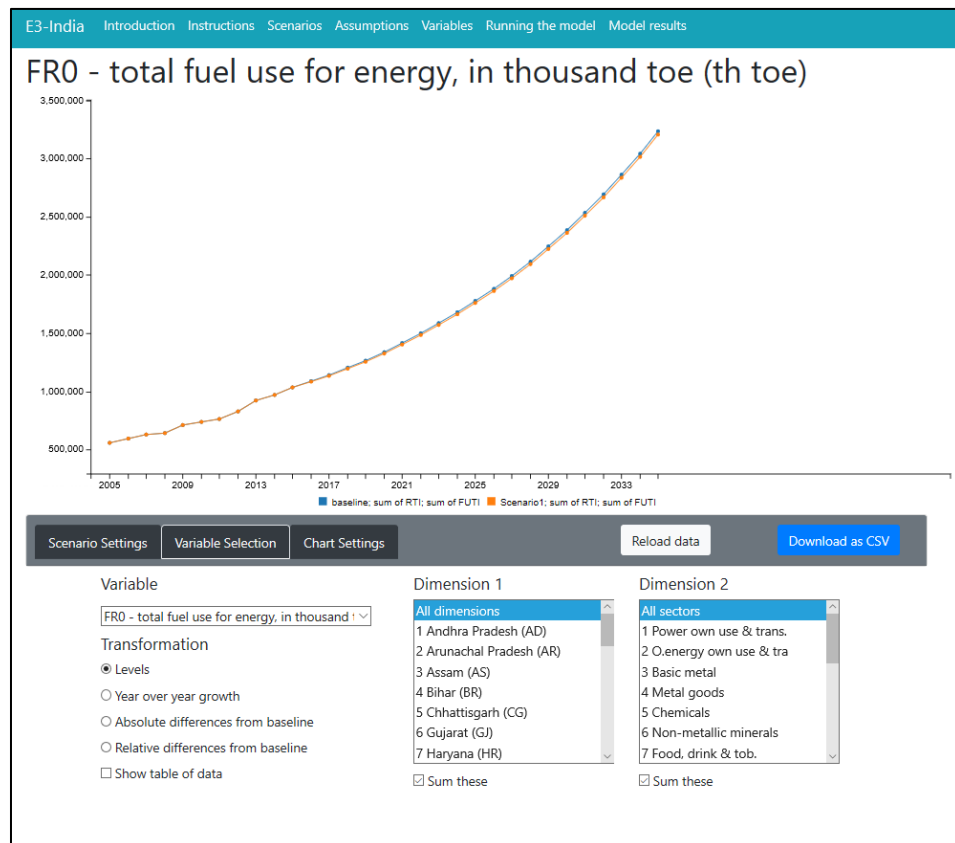 E3-India Introduction Instructions Scenarios Assumptions Variables Running the model Model results
FR0 - total fuel use for energy, in thousand toe (th toe)
3,500,000
3,000,000
2,500,000
2,000,000
1,500,000
1,000,000
500,000
2005 2009 2013 2017 2021 2025 2029 2033
baseline; sum of RTI; sum of FUTI Scenario1; sum of RTI; sum of FUTI
Scenario Settings Variable Selection Chart Settings Reload data Download as CSV
Variable
FR0 - total fuel use for energy, in thousand
Transformation
Levels
Year over year growth
Absolute differences from baseline
Relative differences from baseline
Show table of data
Dimension 1
All dimensions
1 Andhra Pradesh (AD)
2 Arunachal Pradesh (AR)
3 Assam (AS)
4 Bihar (BR)
5 Chhattisgarh (CG)
6 Gujarat (GJ)
7 Haryana (HR)
Sum these
Dimension 2
All sectors
1 Power own use & trans.
2 O.energy own use & tra
3 Basic metal
4 Metal goods
5 Chemicals
6 Non-metallic minerals
7 Food, drink & tob.
Sum these